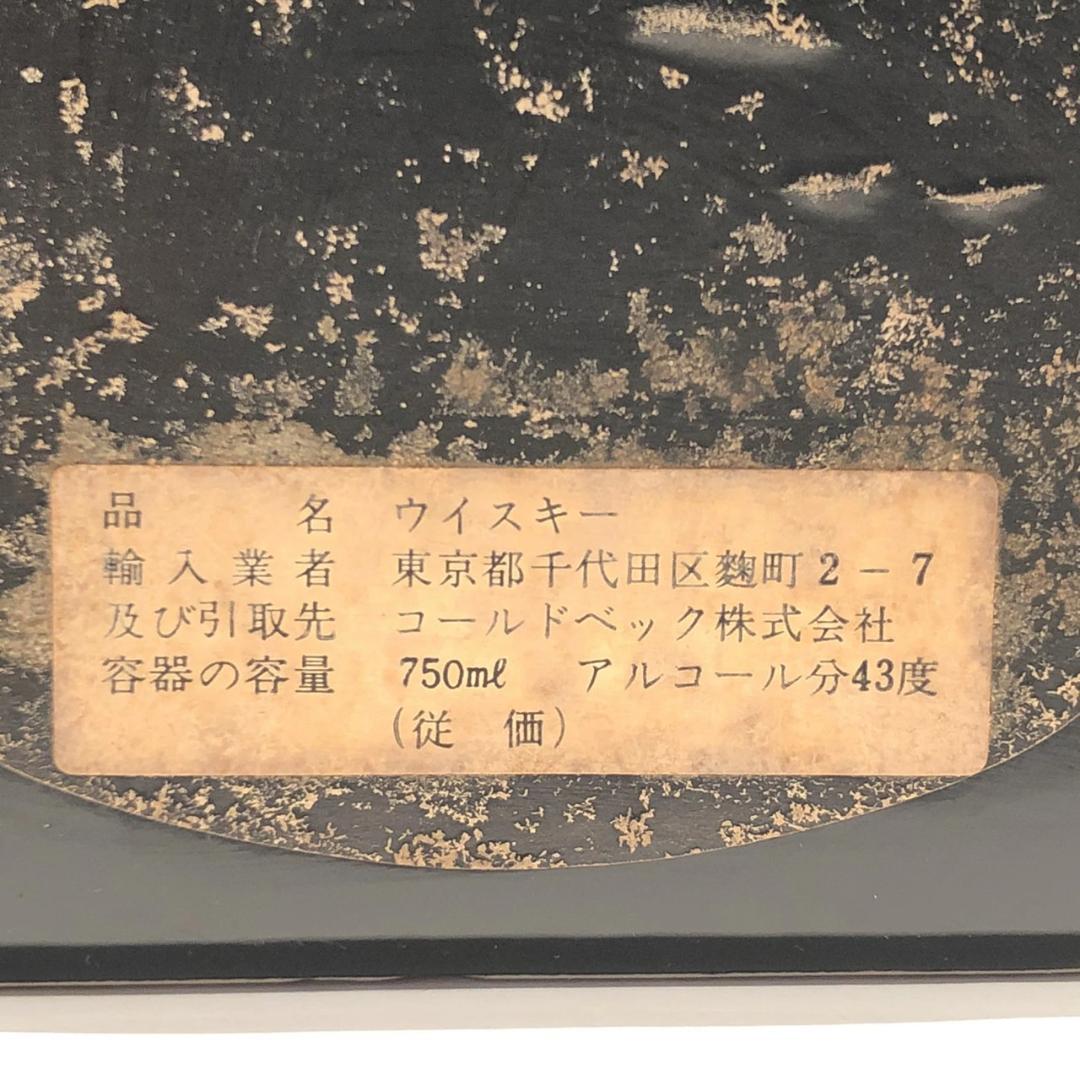 品名 ウイスキー
輸入業者 東京都千代田区麴町2-7
及び引取先 コールドベック株式会社
容器の容量 750ml アルコール分43度
(従価)